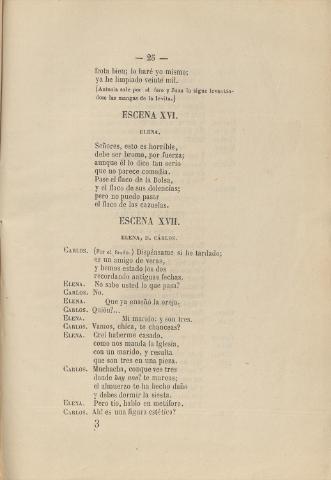 — 25 —
frota bien; lo haré yo mismo;
ya he limpiado veinte mil.
(Antonia sale por el foro y Juan la sigue levantán-
dose las mangas de la levita.)
ESCENA XVI.
ELENA.
Señores, esto es horrible,
debe ser broma, por fuerza;
aunque él lo dice tan serio
que no parece comedia.
Pase el flaco de la Bolsa,
y el flaco de sus dolencias;
pero no puedo pasar
el flaco de las cazuelas.
ESCENA XVII.
ELENA, D. CÁRLOS.
CARLOS. (Por el fondo.) Dispénsame si he tardado;
es un amigo de veras,
y hemos estado los dos
recordando antiguas fechas.
ELENA. No sabe usted lo que pasa?
CARLOS. No.
ELENA. Que ya enseñó la oreja.
CARLOS. Quién?...
ELENA. Mi marido; y son tres.
CARLOS. Vamos, chica, te chanceas?
ELENA. Creí haberme casado,
como nos manda la Iglesia,
con un marido, y resulta
que son tres en una pieza.
CARLOS. Muchacha, conque ves tres
donde hay uno? te mareas;
el almuerzo te ha hecho daño
y debes dormir la siesta.
ELENA. Pero tio, hablo en metáfora.
CARLOS. Ah! es una figura estética?
3